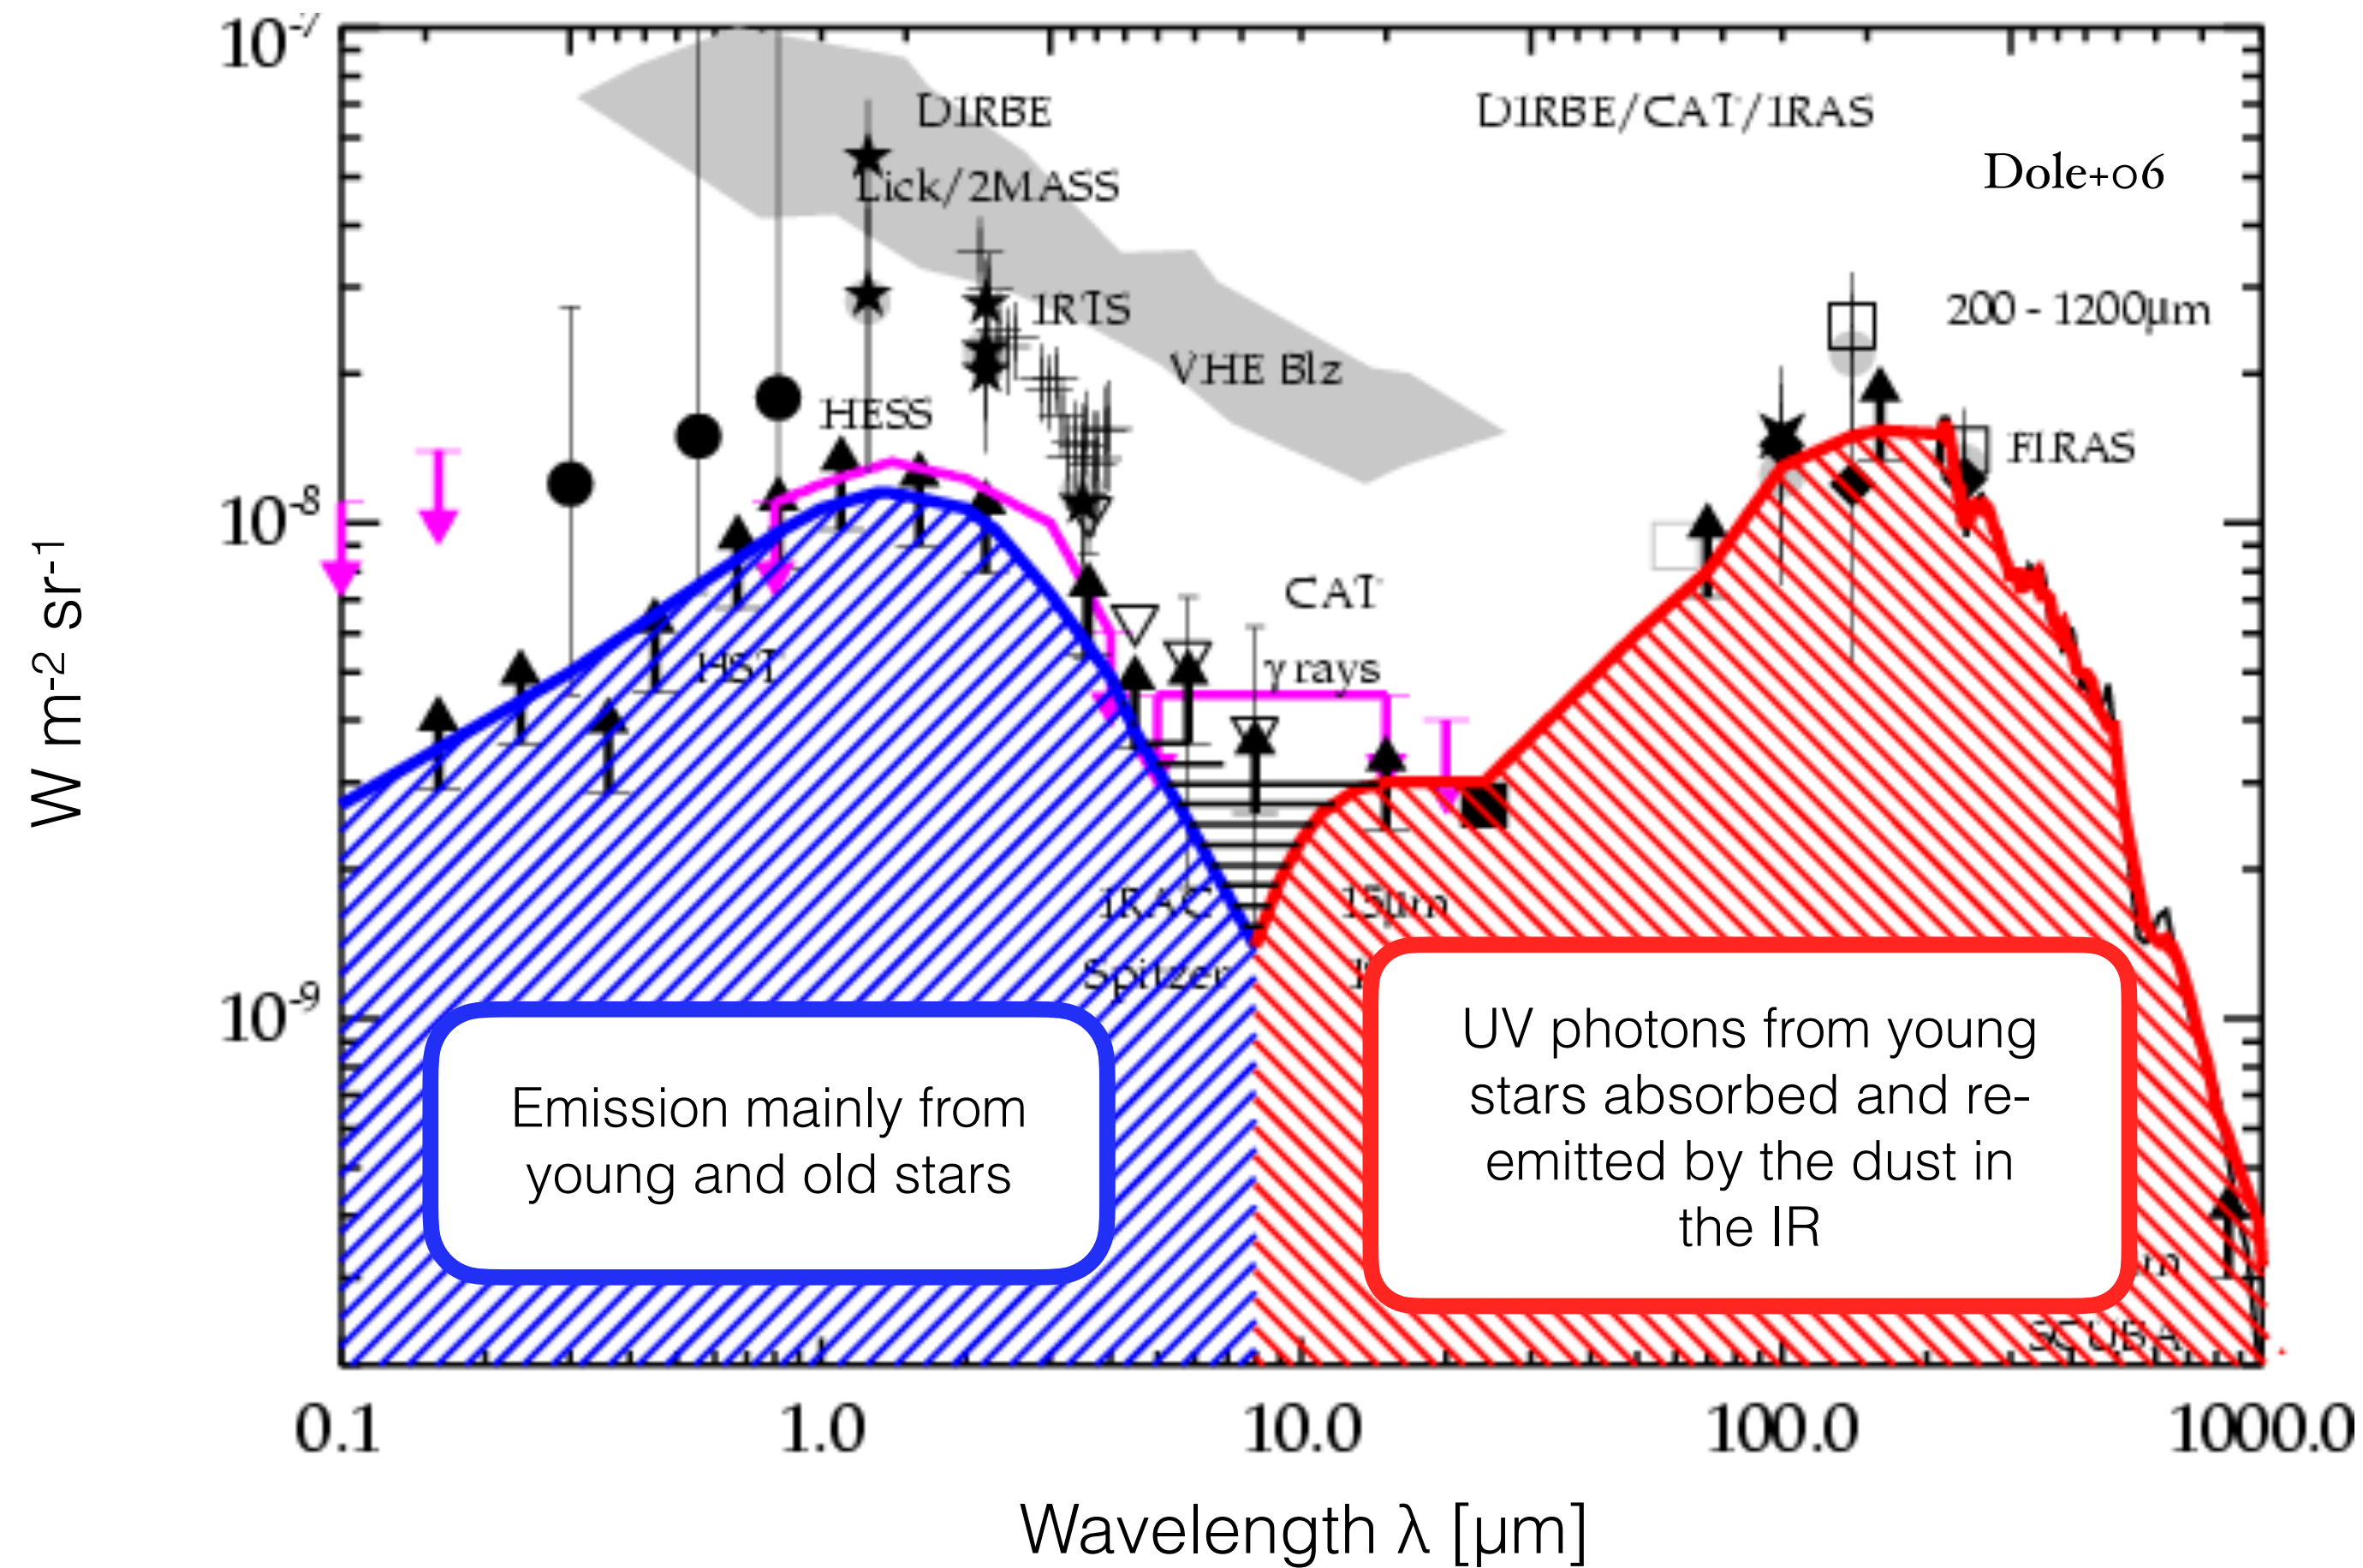 10-7
DIRBE
DIRBE/CAT/IRAS
Lick/2MASS
Dole+06
IRTS
200 - 1200μm
VHE Blz
HESS
FIRAS
10-8
W m-2 sr-1
CAT
γ rays
HST
IRAC
15μm
Spitzer
10-9
Emission mainly from
young and old stars
UV photons from young
stars absorbed and re-
emitted by the dust in
the IR
SCUBA
0.1
1.0
10.0
100.0
1000.0
Wavelength λ [μm]